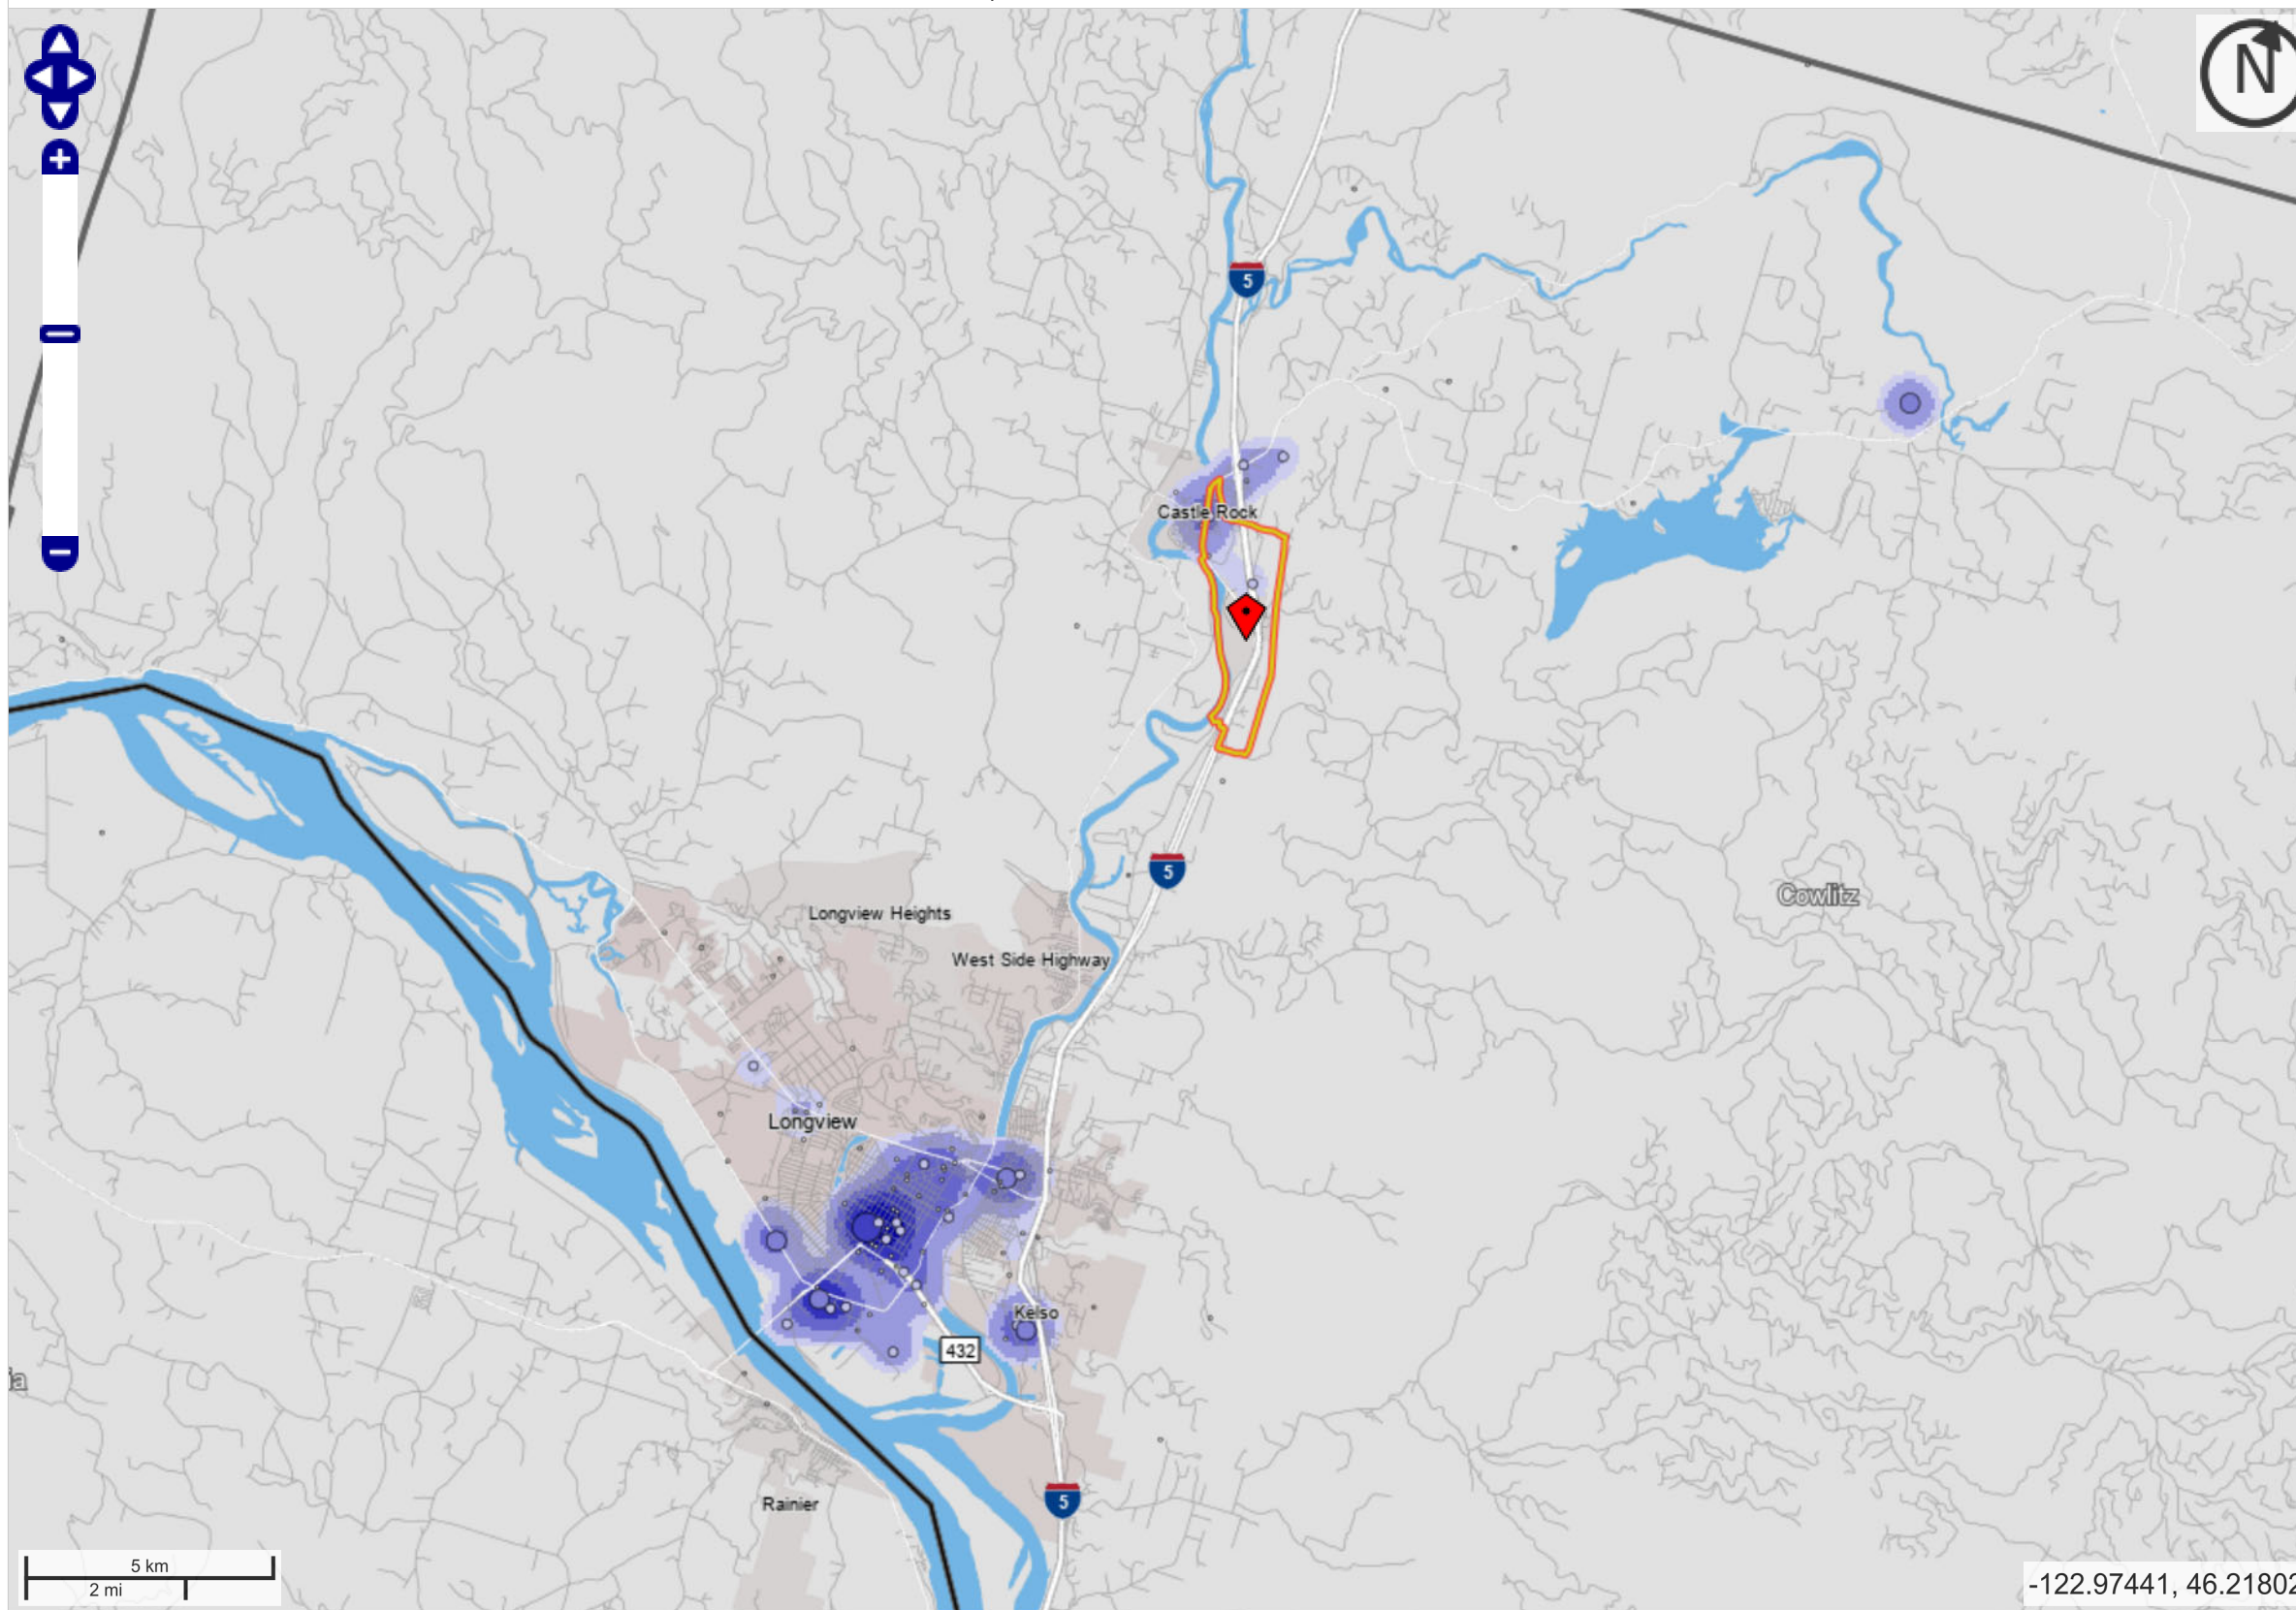 N
5
Castle Rock
5
Cowlitz
Longview Heights
West Side Highway
Longview
Kelso
432
ia
5
Rainier
5 km
2 mi
-122.97441, 46.21802